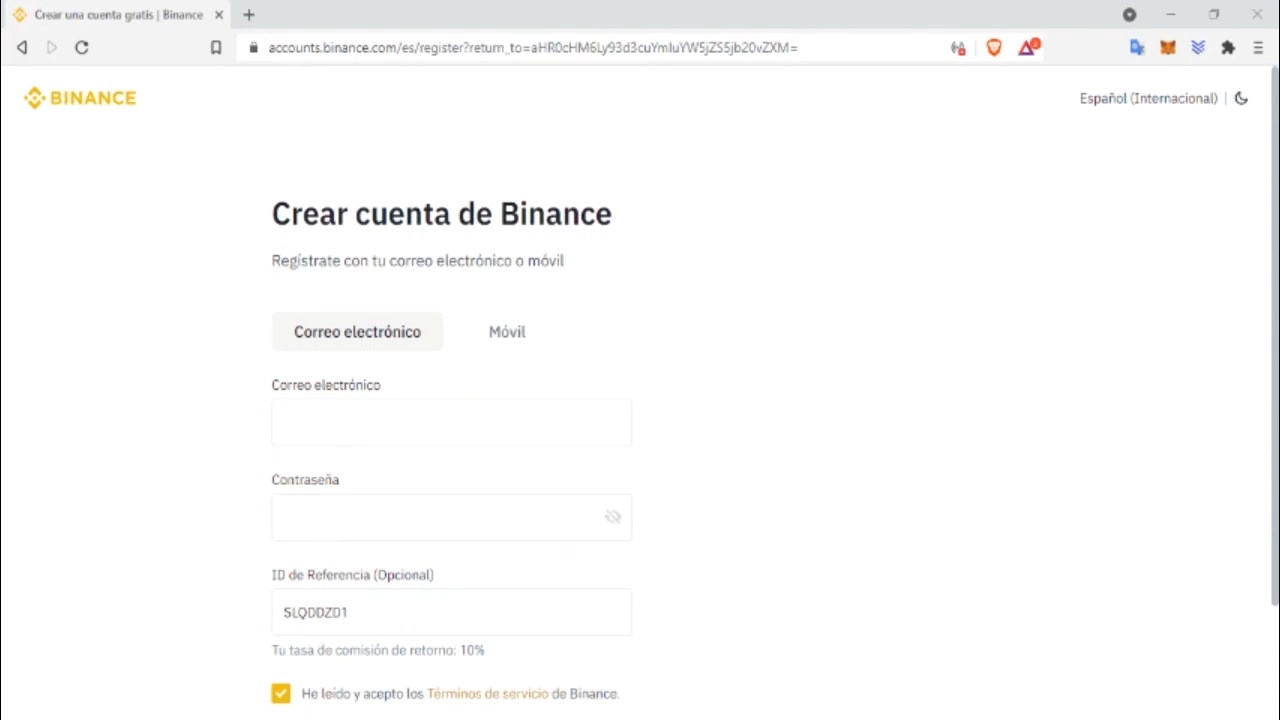 Crear una cuenta gratis | Binance
accounts.binance.com/es/register?return_to=aHR0cHM6Ly93d3cuYmluYW5jZS5jb20vZXM=
BINANCE
Español (Internacional)
Crear cuenta de Binance
Regístrate con tu correo electrónico o móvil
Correo electrónico Móvil
Correo electrónico
Contraseña
ID de Referencia (Opcional)
SLQDDZD1
Tu tasa de comisión de retorno: 10%
He leído y acepto los Términos de servicio de Binance.